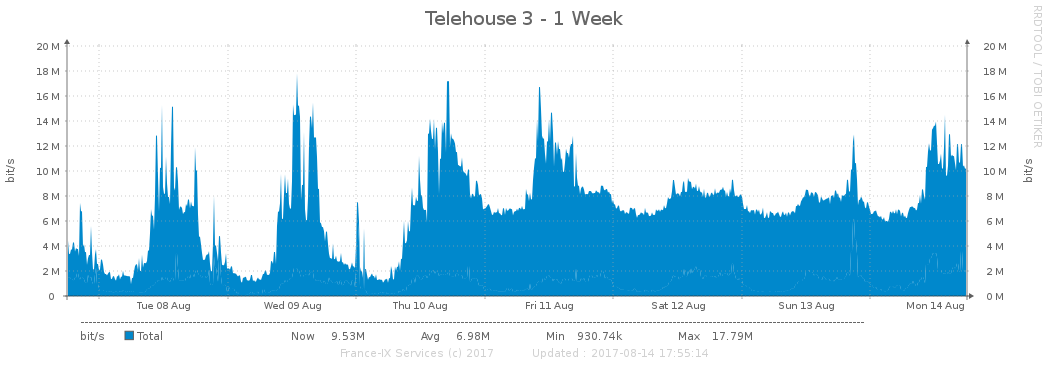 Telehouse 3 - 1 Week
RRDTOOL / TOBI OETIKER
bit/s
bit/s
20 M 20 M
18 M 18 M
16 M 16 M
14 M 14 M
12 M 12 M
10 M 10 M
8 M 8 M
6 M 6 M
4 M 4 M
2 M 2 M
0 0 M
Tue 08 Aug Wed 09 Aug Thu 10 Aug Fri 11 Aug Sat 12 Aug Sun 13 Aug Mon 14 Aug
bit/s Total Now 9.53M Avg 6.98M Min 930.74k Max 17.79M
France-IX Services (c) 2017 Updated : 2017-08-14 17:55:14